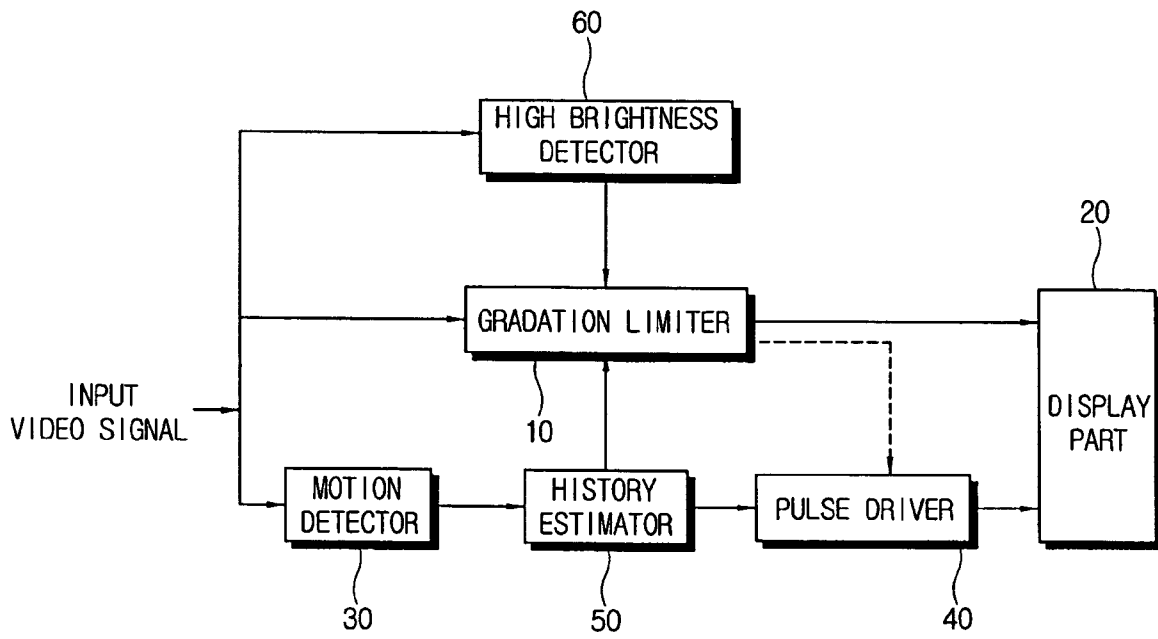 60
HIGH BRIGHTNESS
DETECTOR
20
GRADATION LIMITER
10
INPUT
VIDEO SIGNAL
DISPLAY
PART
MOTION
DETECTOR
HISTORY
ESTIMATOR
PULSE DRIVER
30
50
40